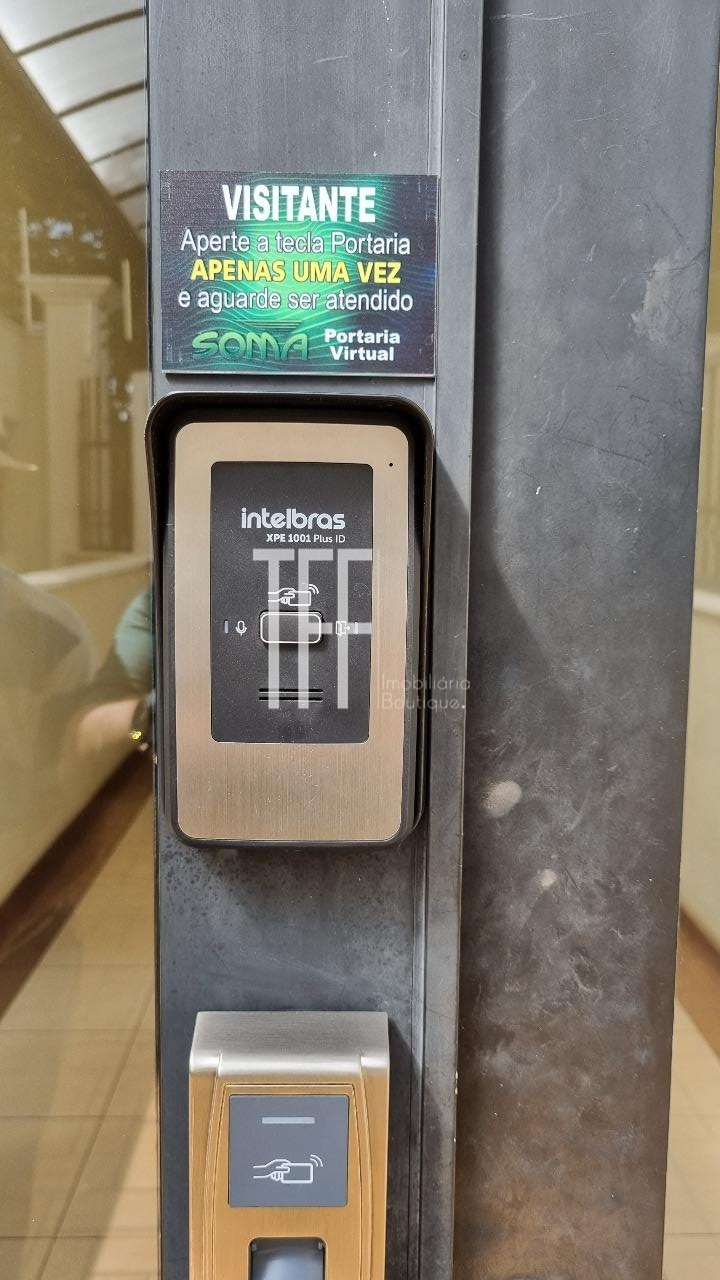 VISITANTE
Aperte a tecla Portaria
APENAS UMA VEZ
e aguarde ser atendido
SOMA Portaria
Virtual
intelbras
XPE 1001 Plus ID
TFF
Imobiliária
Boutique.